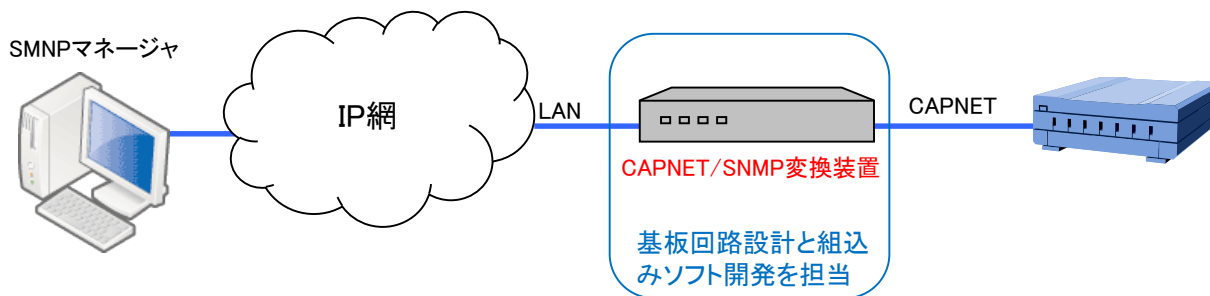 SMNPマネージャ
IP網
LAN
CAPNET/SNMP変換装置
CAPNET
基板回路設計と組込
みソフト開発を担当